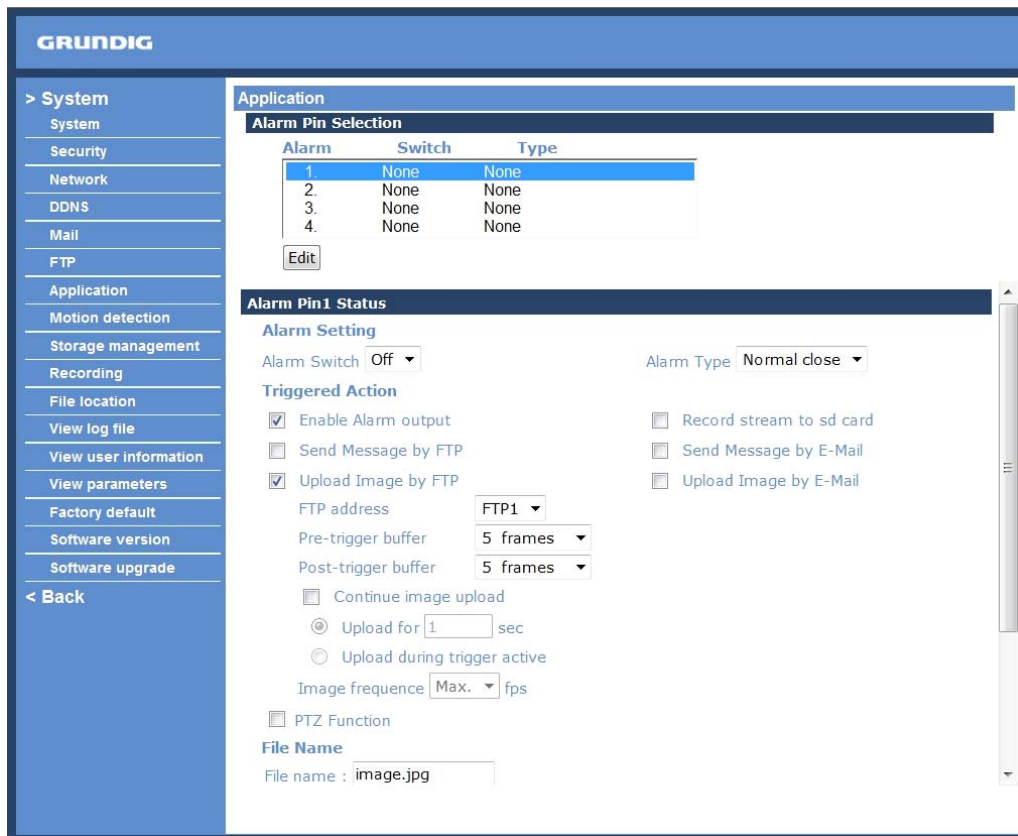 GRUNDIG
> System
System
Security
Network
DDNS
Mail
FTP
Application
Motion detection
Storage management
Recording
File location
View log file
View user information
View parameters
Factory default
Software version
Software upgrade
< Back
Application
Alarm Pin Selection
Alarm Switch Type
1. None None
2. None None
3. None None
4. None None
Edit
Alarm Pin1 Status
Alarm Setting
Alarm Switch Off Alarm Type Normal close
Triggered Action
Enable Alarm output Record stream to sd card
Send Message by FTP Send Message by E-Mail
Upload Image by FTP Upload Image by E-Mail
FTP address FTP1
Pre-trigger buffer 5 frames
Post-trigger buffer 5 frames
Continue image upload
Upload for 1 sec
Upload during trigger active
Image frequence Max. fps
PTZ Function
File Name
File name : image.jpg